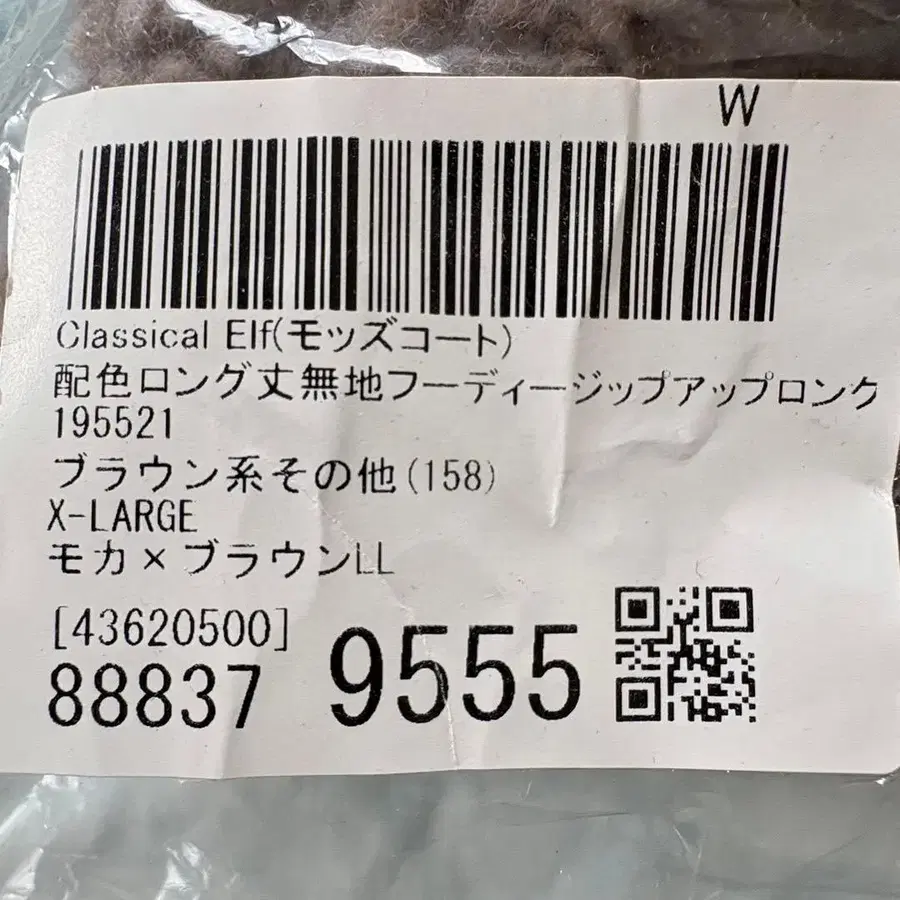 W
Classical Elf(モッズコート)
配色ロング丈無地フーディージップアップロンク
195521
ブラウン系その他(158)
X-LARGE
モカ×ブラウンLL
[43620500]
88837 9555